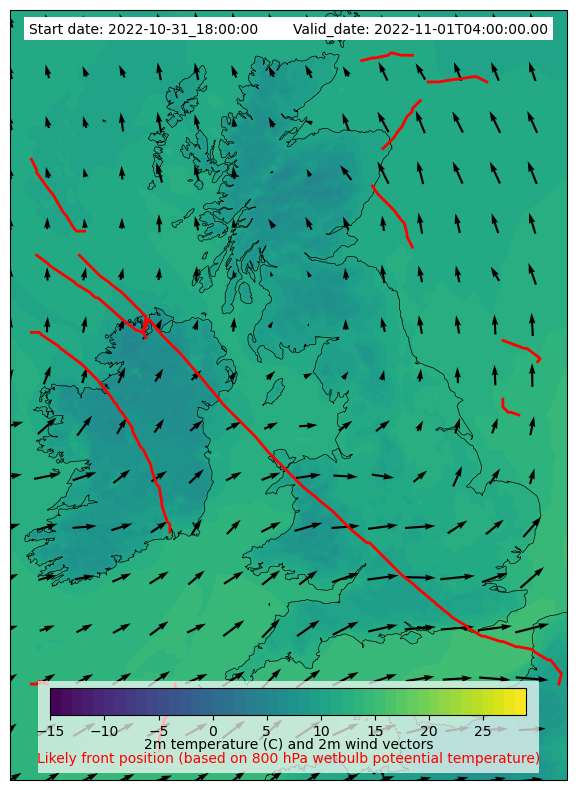 Start date: 2022-10-31_18:00:00 Valid_date: 2022-11-01T04:00:00.00
−15 −10 −5 0 5 10 15 20 25
2m temperature (C) and 2m wind vectors
Likely front position (based on 800 hPa wetbulb poteential temperature)